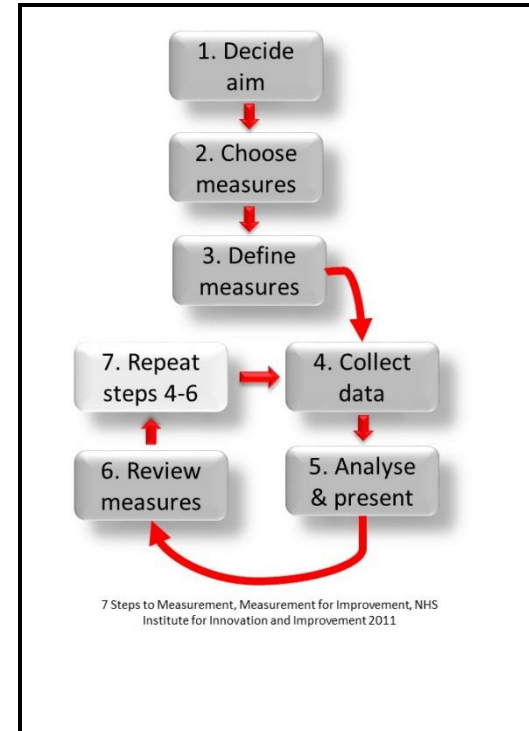 1. Decide
aim
2. Choose
measures
3. Define
measures
7. Repeat
steps 4-6
4. Collect
data
6. Review
measures
5. Analyse
& present
7 Steps to Measurement, Measurement for Improvement, NHS
Institute for Innovation and Improvement 2011